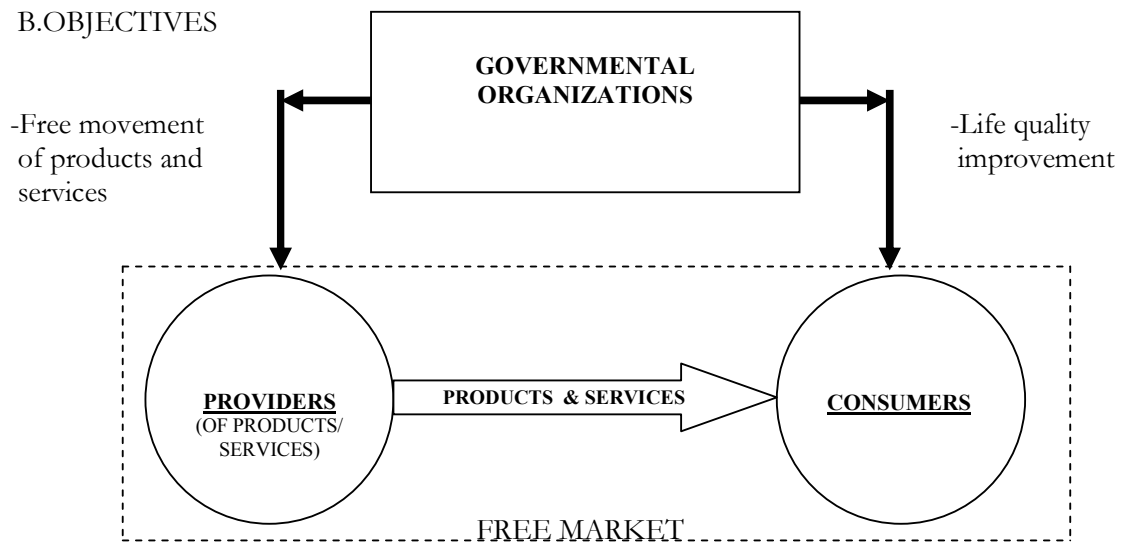 B.OBJECTIVES
GOVERNMENTAL
ORGANIZATIONS
-Free movement
of products and
services
-Life quality
improvement
PROVIDERS
(OF PRODUCTS/
SERVICES)
PRODUCTS & SERVICES
CONSUMERS
FREE MARKET